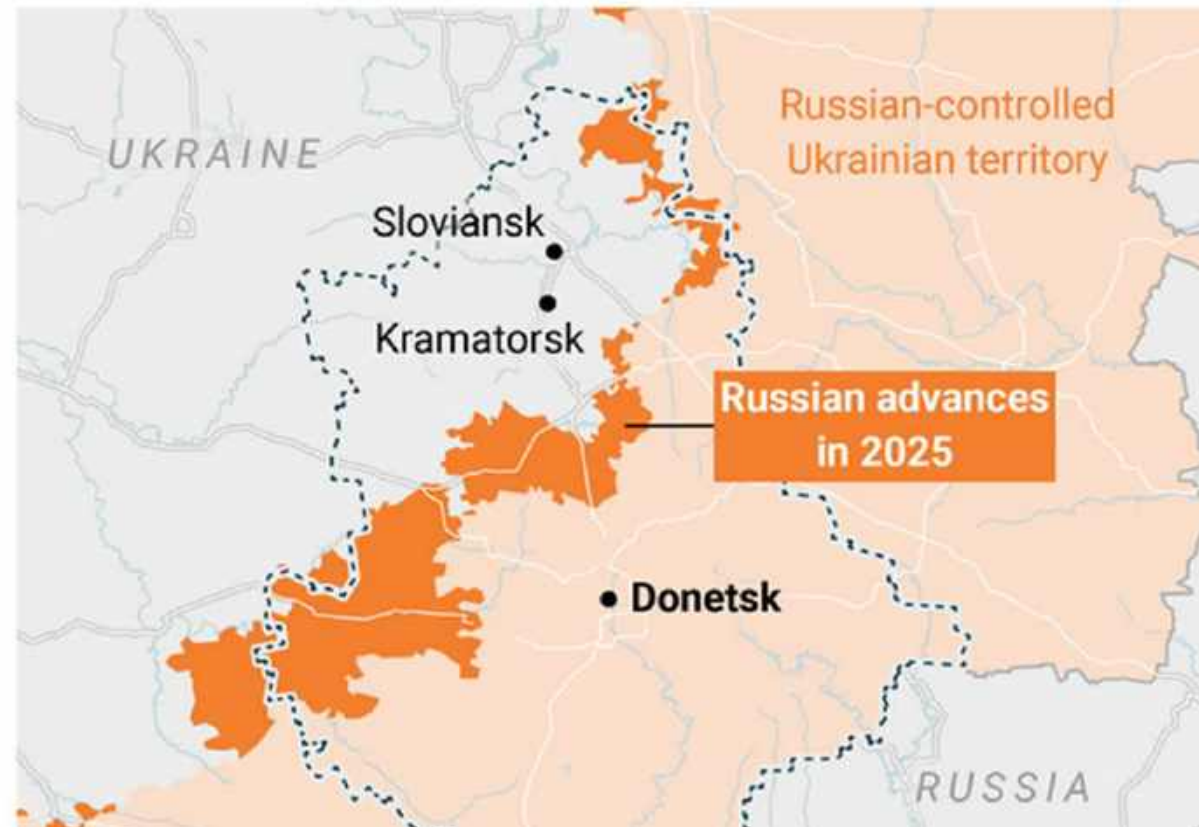 UKRAINE
Russian-controlled
Ukrainian territory
Sloviansk
Kramatorsk
Russian advances
in 2025
Donetsk
RUSSIA